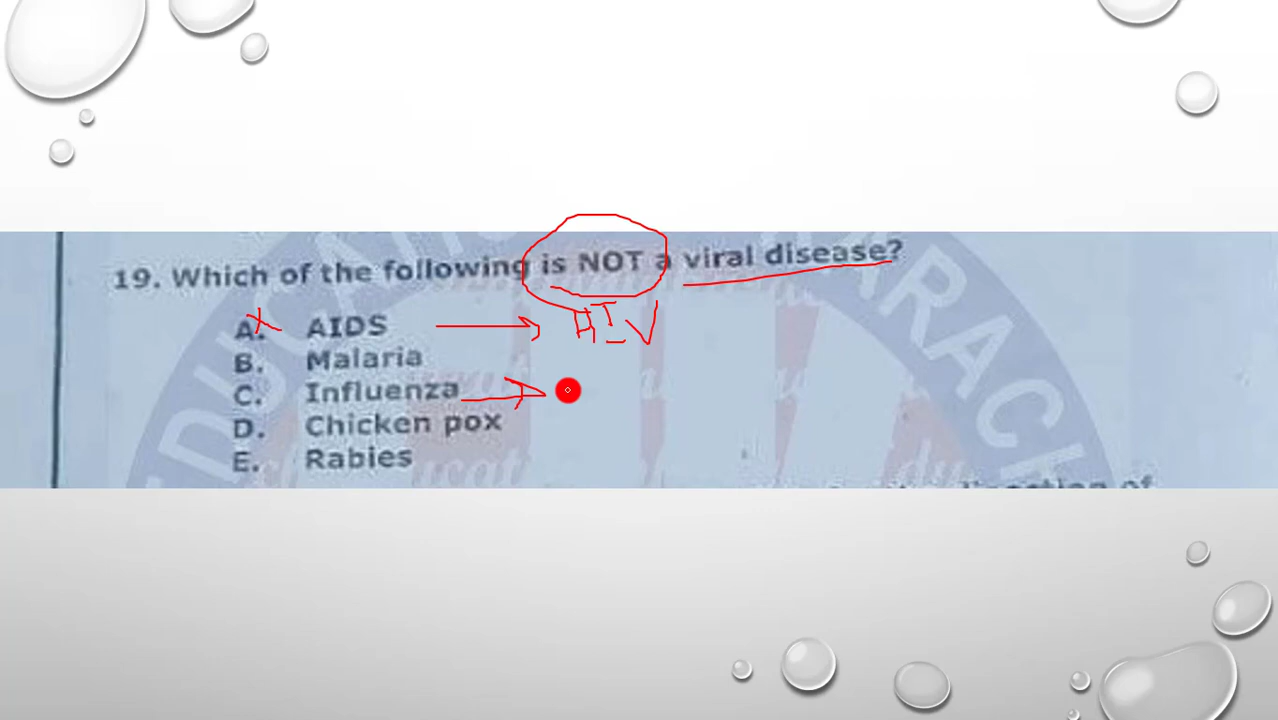 19. Which of the following is NOT a viral disease?
A. AIDS HIV
B. Malaria
C. Influenza
D. Chicken pox
E. Rabies